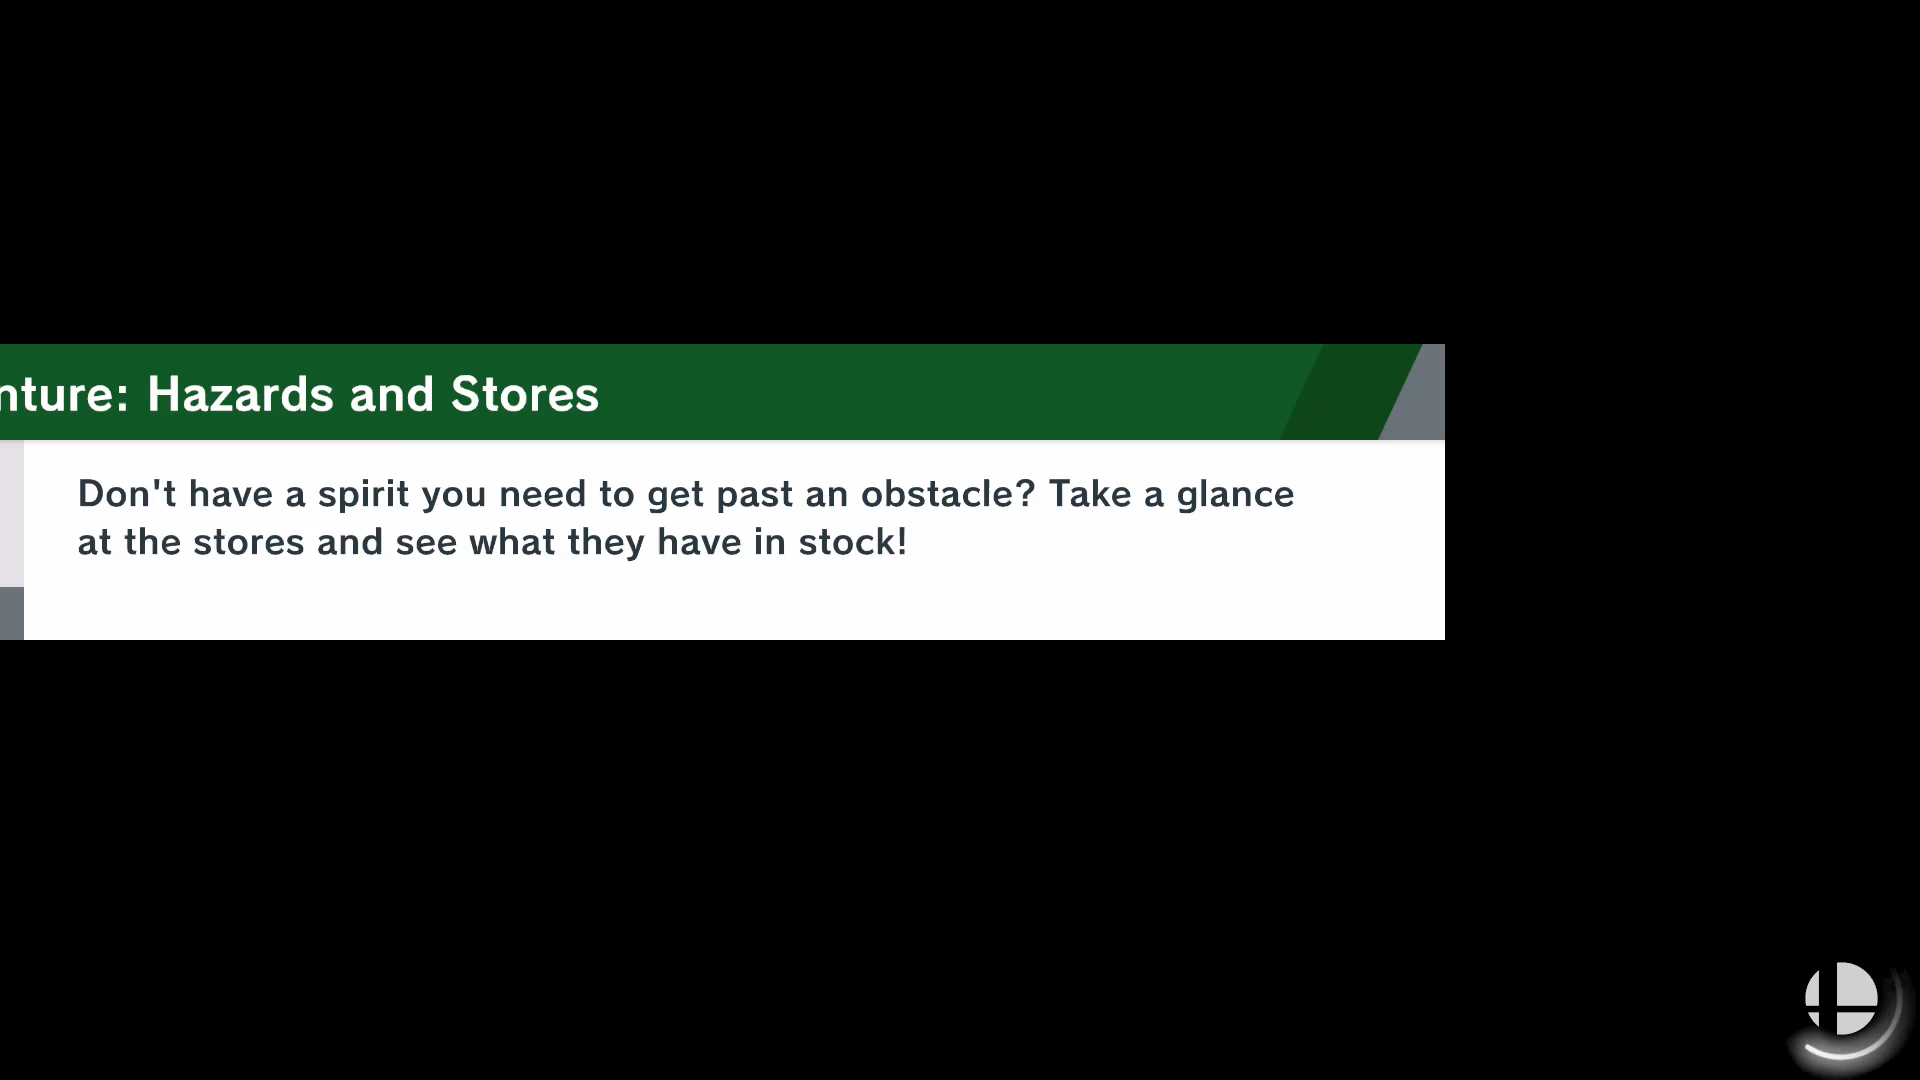 nture: Hazards and Stores
Don't have a spirit you need to get past an obstacle? Take a glance
at the stores and see what they have in stock!